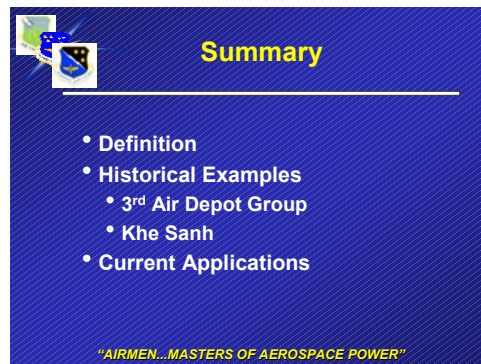 Summary
• Definition
• Historical Examples
• 3rd Air Depot Group
• Khe Sanh
• Current Applications
“AIRMEN...MASTERS OF AEROSPACE POWER”